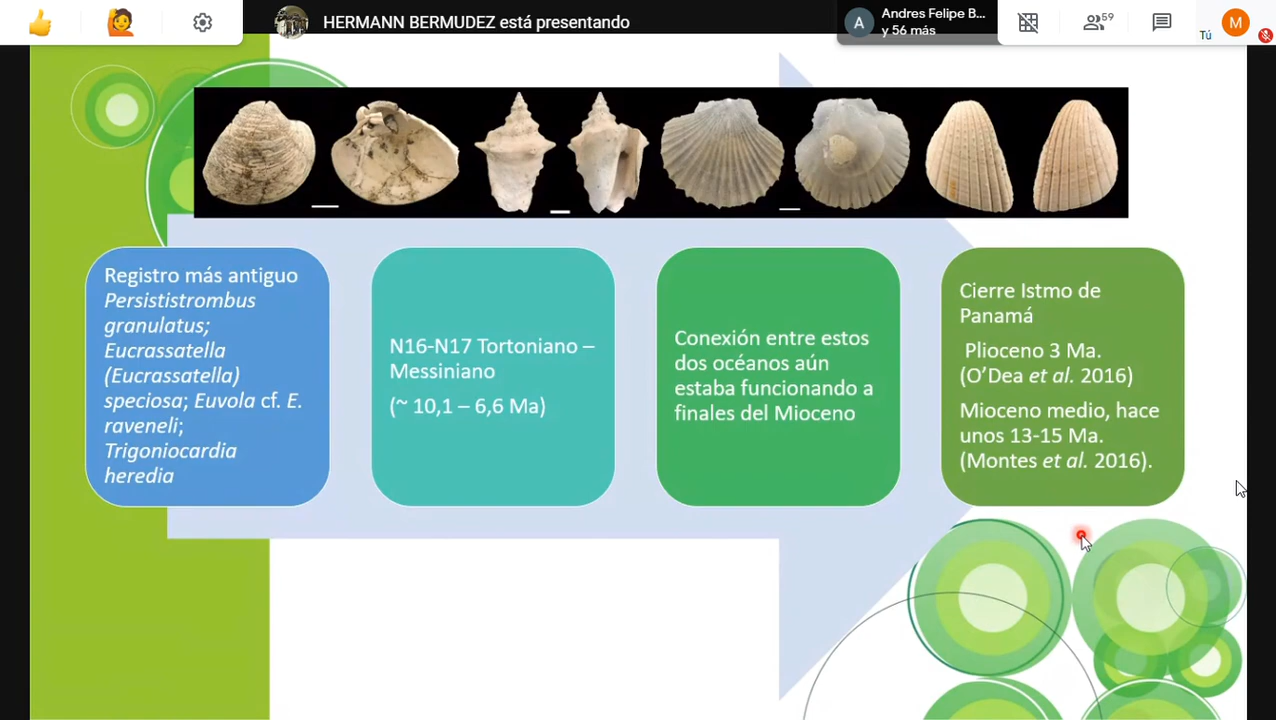 HERMANN BERMUDEZ está presentando
A
Andres Felipe B...
y 56 más
59
Tú
M
Registro más antiguo
Persististrombus
granulatus;
Eucrassatella
(Eucrassatella)
speciosa; Euvola cf. E.
raveneli;
Trigoniocardia
heredia
N16-N17 Tortoniano –
Messiniano
(~ 10,1 – 6,6 Ma)
Conexión entre estos
dos océanos aún
estaba funcionando a
finales del Mioceno
Cierre Istmo de
Panamá
Plioceno 3 Ma.
(O’Dea et al. 2016)
Mioceno medio, hace
unos 13-15 Ma.
(Montes et al. 2016).